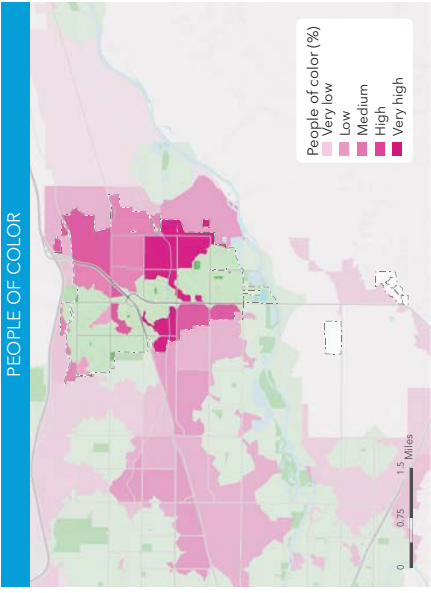 PEOPLE OF COLOR
People of color (%)
Very low
Low
Medium
High
Very high
0 0.75 1.5 Miles